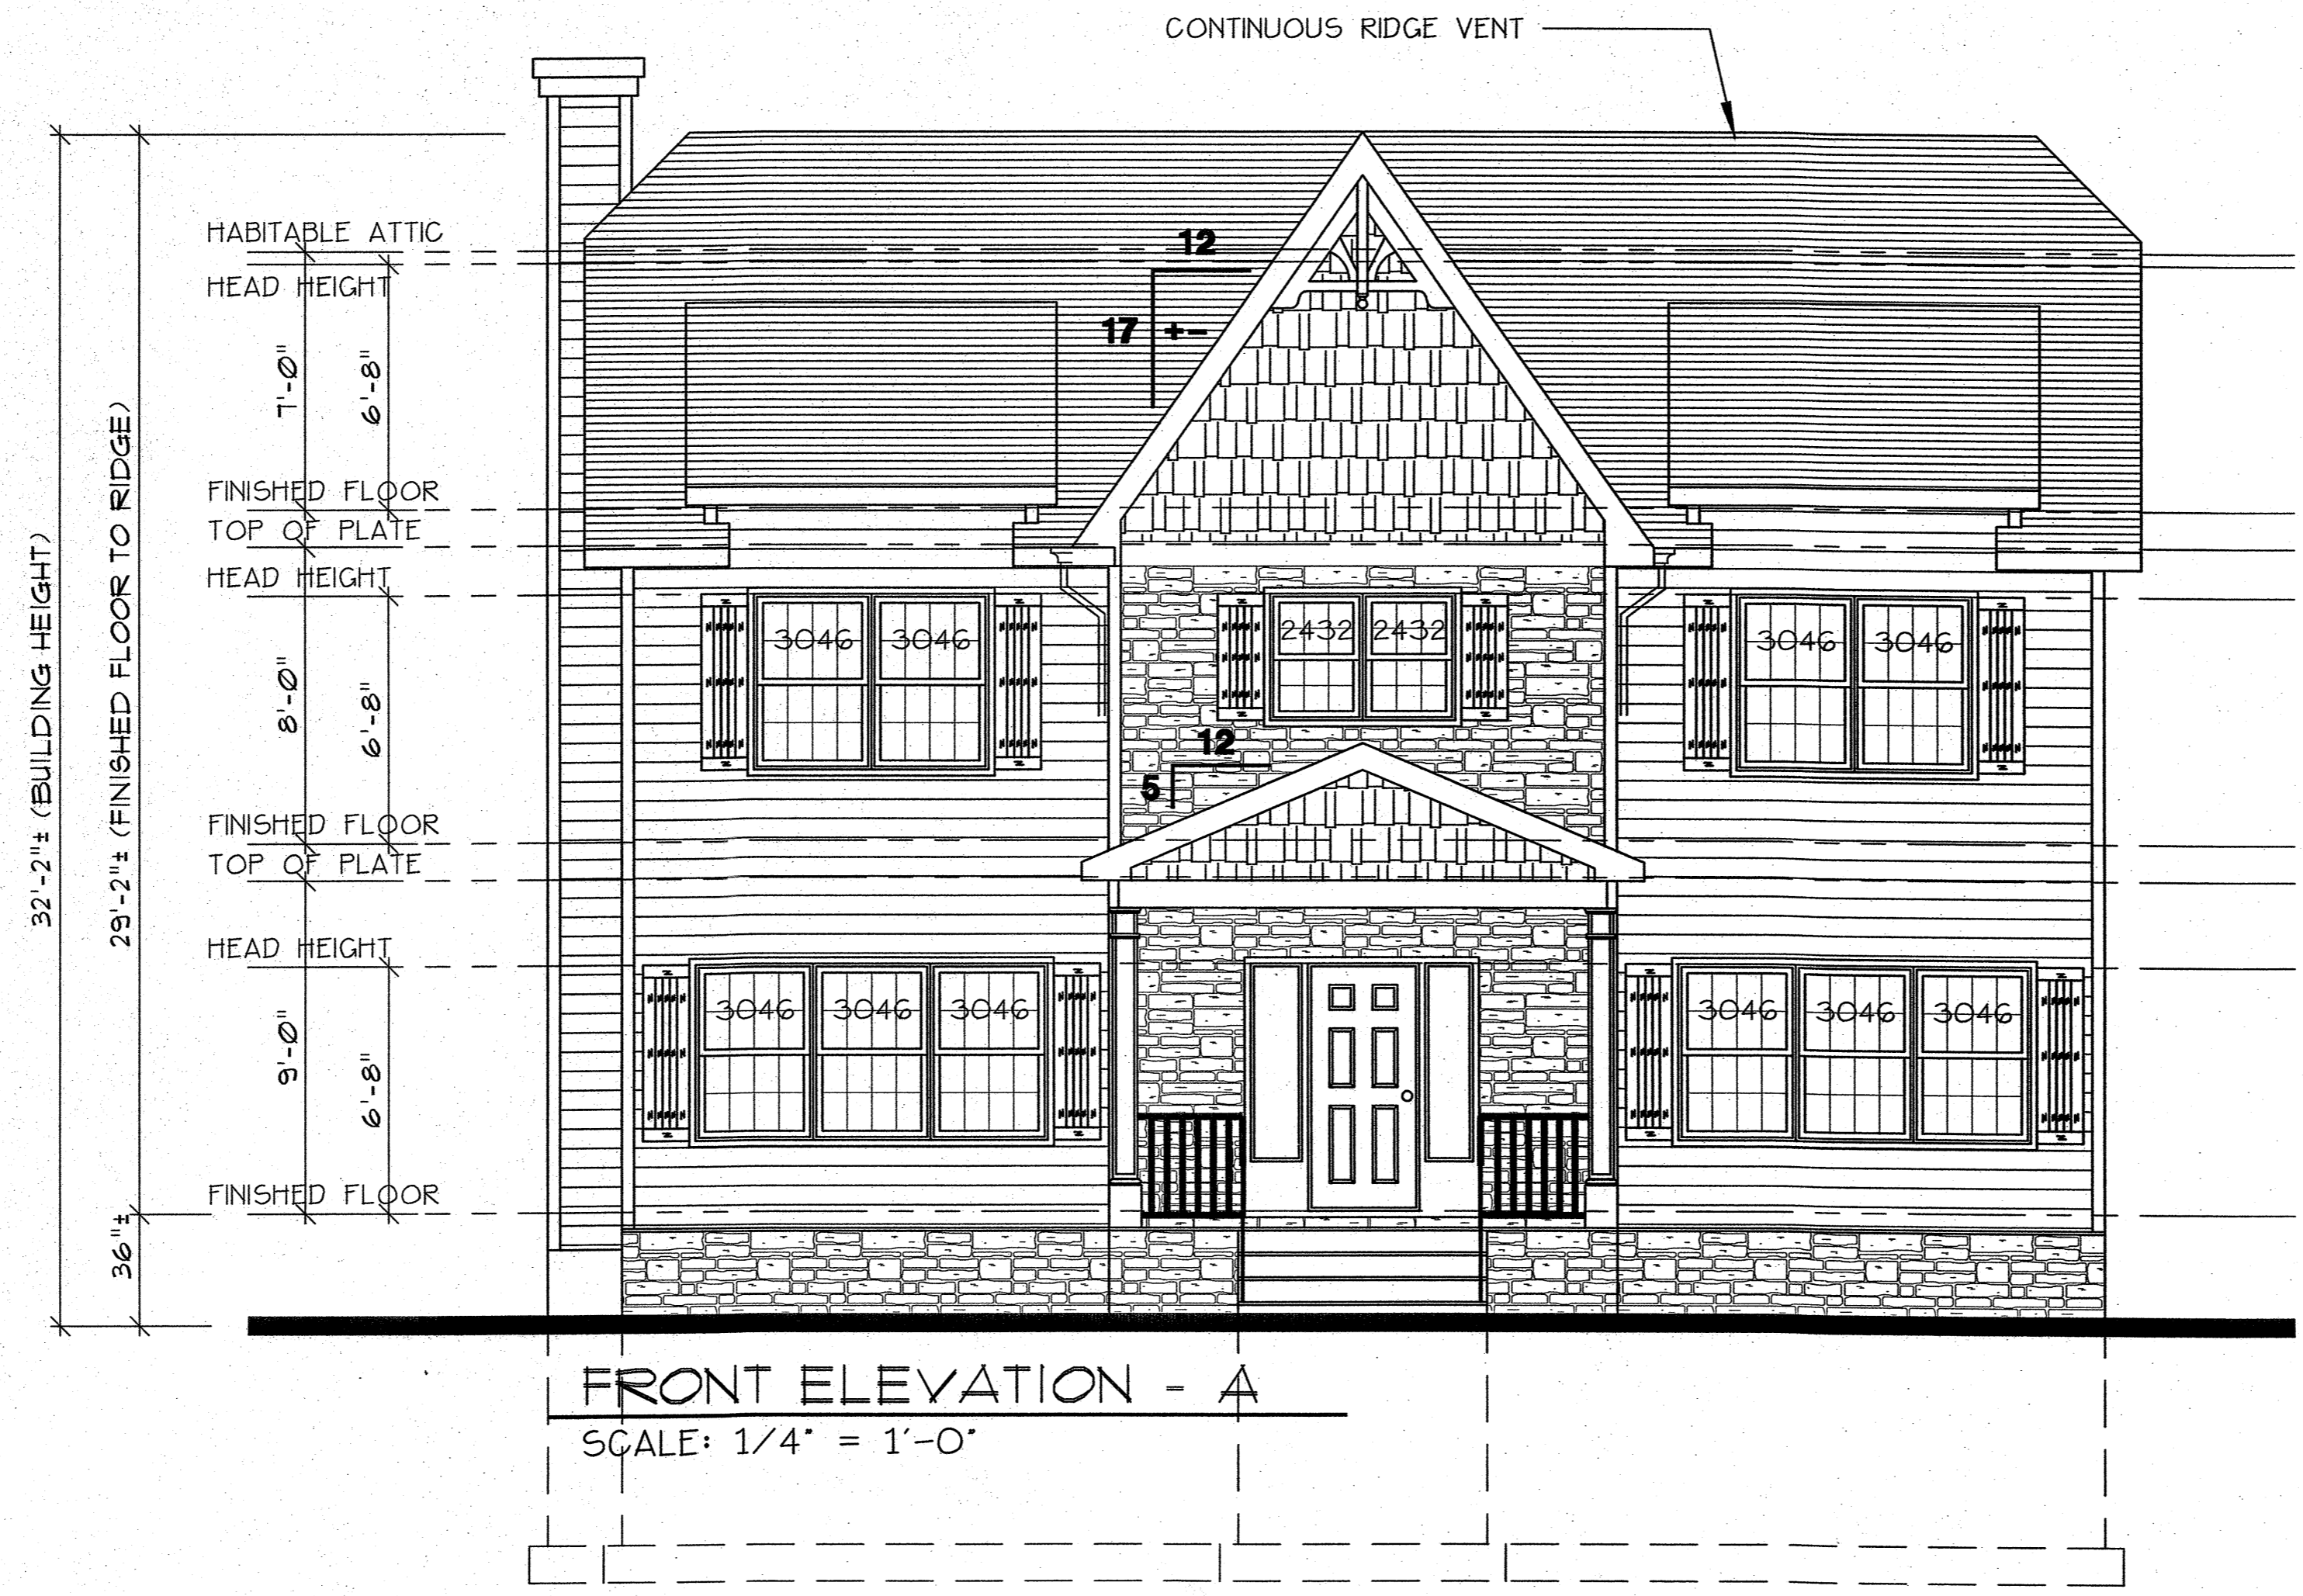 CONTINUOUS RIDGE VENT
HABITABLE ATTIC
HEAD HEIGHT
7'-0"
6'-8"
FINISHED FLOOR
TOP OF PLATE
HEAD HEIGHT
8'-0"
6'-8"
FINISHED FLOOR
TOP OF PLATE
HEAD HEIGHT
9'-0"
6'-8"
FINISHED FLOOR
32'-2"± (BUILDING HEIGHT)
29'-2"± (FINISHED FLOOR TO RIDGE)
36"±
12
17 +-
3046 3046
2432 2432
3046 3046
12
5
3046 3046 3046
3046 3046 3046
FRONT ELEVATION - A
SCALE: 1/4" = 1'-0"